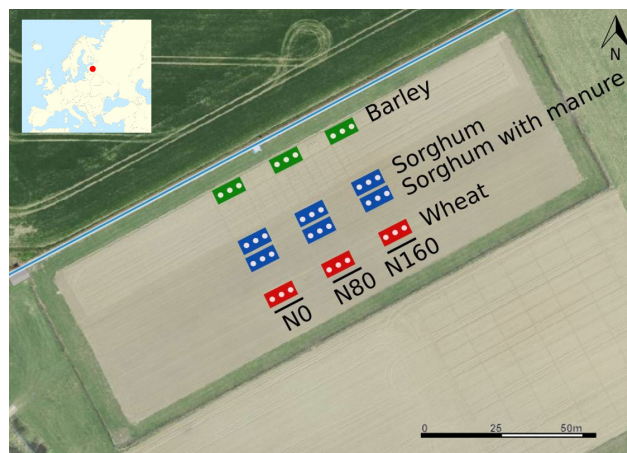 N
Barley
Sorghum
Sorghum with manure
Wheat
N160
N80
N0
0 25 50m